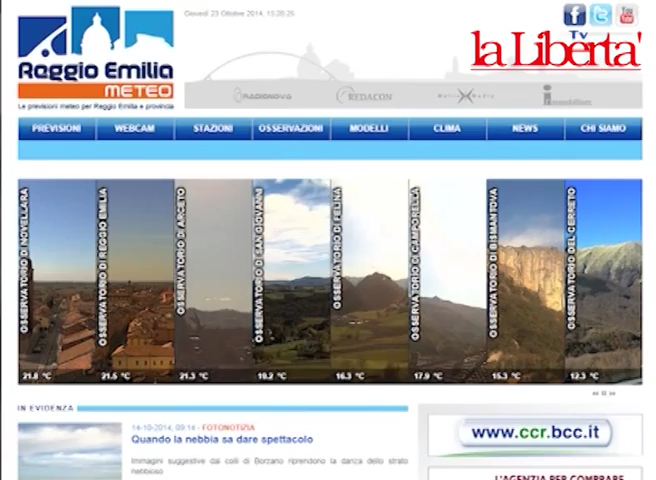 Giovedì 23 Ottobre 2014, 15:28:26
You
Tv
la Liberta'
Reggio Emilia
METEO
Le previsioni meteo per Reggio Emilia e provincia
RADIONOVA
REDACON
PREVISIONI WEBCAM STAZIONI OSSERVAZIONI MODELLI CLIMA NEWS CHI SIAMO
OSSERVATORIO DI NOVELLARA
OSSERVATORIO DI REGGIO EMILIA
OSSERVATORIO DI ARCETO
OSSERVATORIO DI SAN GIOVANNI
OSSERVATORIO DI FELINA
OSSERVATORIO DI CAMPORELLA
OSSERVATORIO DI BISMANTOVA
OSSERVATORIO DEL CERRETO
21.8 °C 21.5 °C 21.3 °C 19.2 °C 16.3 °C 17.9 °C 15.3 °C 12.3 °C
IN EVIDENZA
14-10-2014, 09:14 - FOTONOTIZIA
Quando la nebbia sa dare spettacolo
Immagini suggestive dai colli di Borzano riprendono la danza dello strato
nebbioso
www.ccr.bcc.it
L'AGENZIA PER COMPRARE